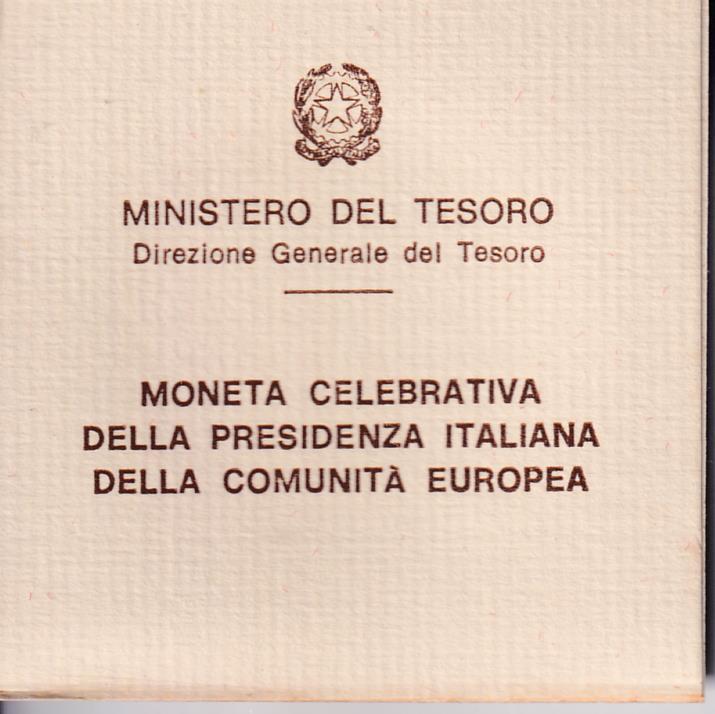 MINISTERO DEL TESORO
Direzione Generale del Tesoro
MONETA CELEBRATIVA
DELLA PRESIDENZA ITALIANA
DELLA COMUNITÀ EUROPEA